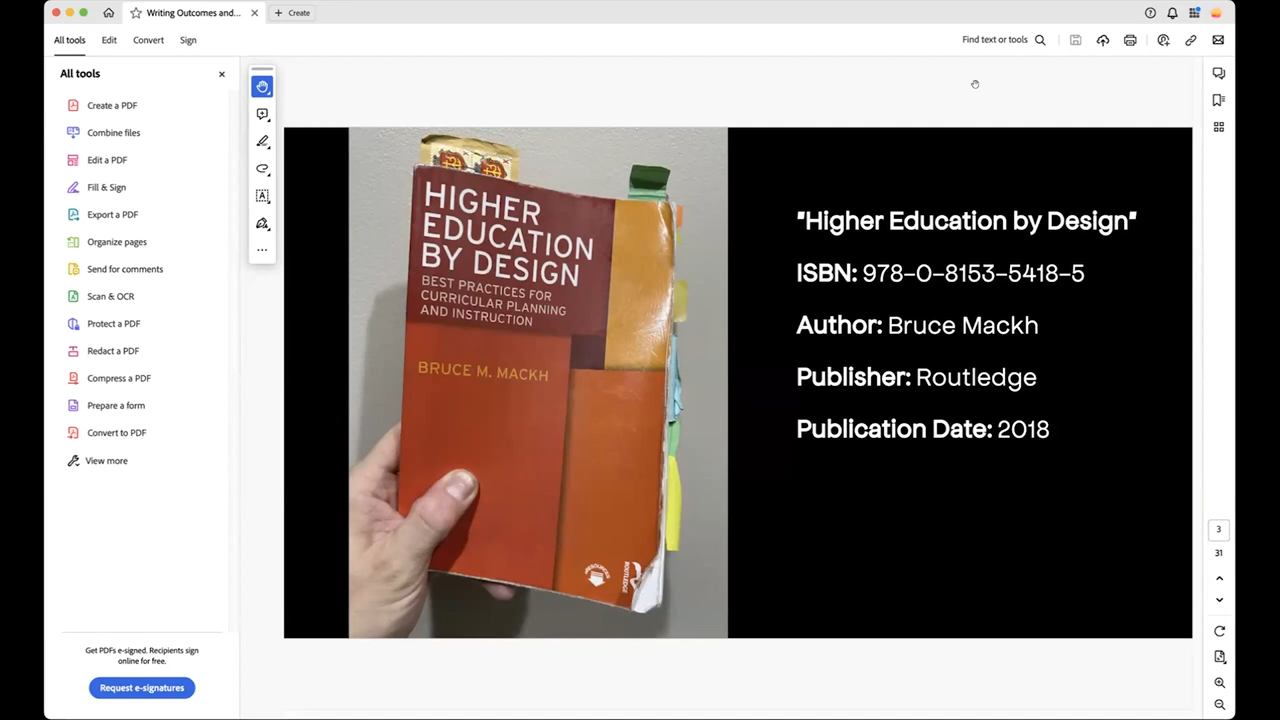 Writing Outcomes and...
Create
All tools
Edit
Convert
Sign
Find text or tools
All tools
Create a PDF
Combine files
Edit a PDF
Fill & Sign
Export a PDF
Organize pages
Send for comments
Scan & OCR
Protect a PDF
Redact a PDF
Compress a PDF
Prepare a form
Convert to PDF
View more
Get PDFs e-signed. Recipients sign
online for free.
Request e-signatures
HIGHER
EDUCATION
BY DESIGN
BEST PRACTICES FOR
CURRICULAR PLANNING
AND INSTRUCTION
BRUCE M. MACKH
ROUTLEDGE
"Higher Education by Design"
ISBN: 978-0-8153-5418-5
Author: Bruce Mackh
Publisher: Routledge
Publication Date: 2018
3
31